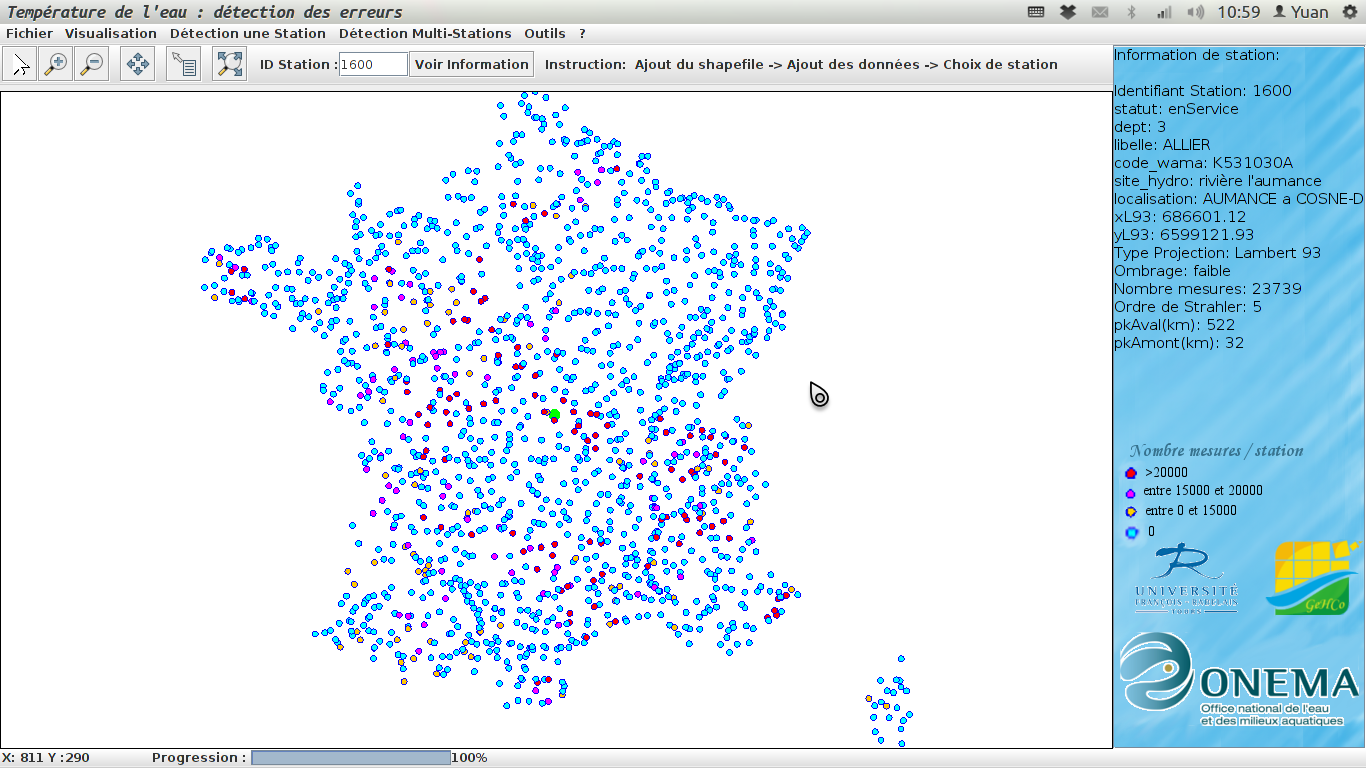 Température de l'eau : détection des erreurs
10:59 Yuan
Fichier Visualisation Détection une Station Détection Multi-Stations Outils ?
ID Station : 1600 Voir Information Instruction: Ajout du shapefile -> Ajout des données -> Choix de station
Information de station:
Identifiant Station: 1600
statut: enService
dept: 3
libelle: ALLIER
code_wama: K531030A
site_hydro: rivière l'aumance
localisation: AUMANCE a COSNE-D
xL93: 686601.12
yL93: 6599121.93
Type Projection: Lambert 93
Ombrage: faible
Nombre mesures: 23739
Ordre de Strahler: 5
pkAval(km): 522
pkAmont(km): 32
Nombre mesures / station
>20000
entre 15000 et 20000
entre 0 et 15000
0
UNIVERSITÉ
FRANÇOIS - RABELAIS
TOURS
GéHCo
ONEMA
Office national de l'eau
et des milieux aquatiques
X: 811 Y :290 Progression : 100%